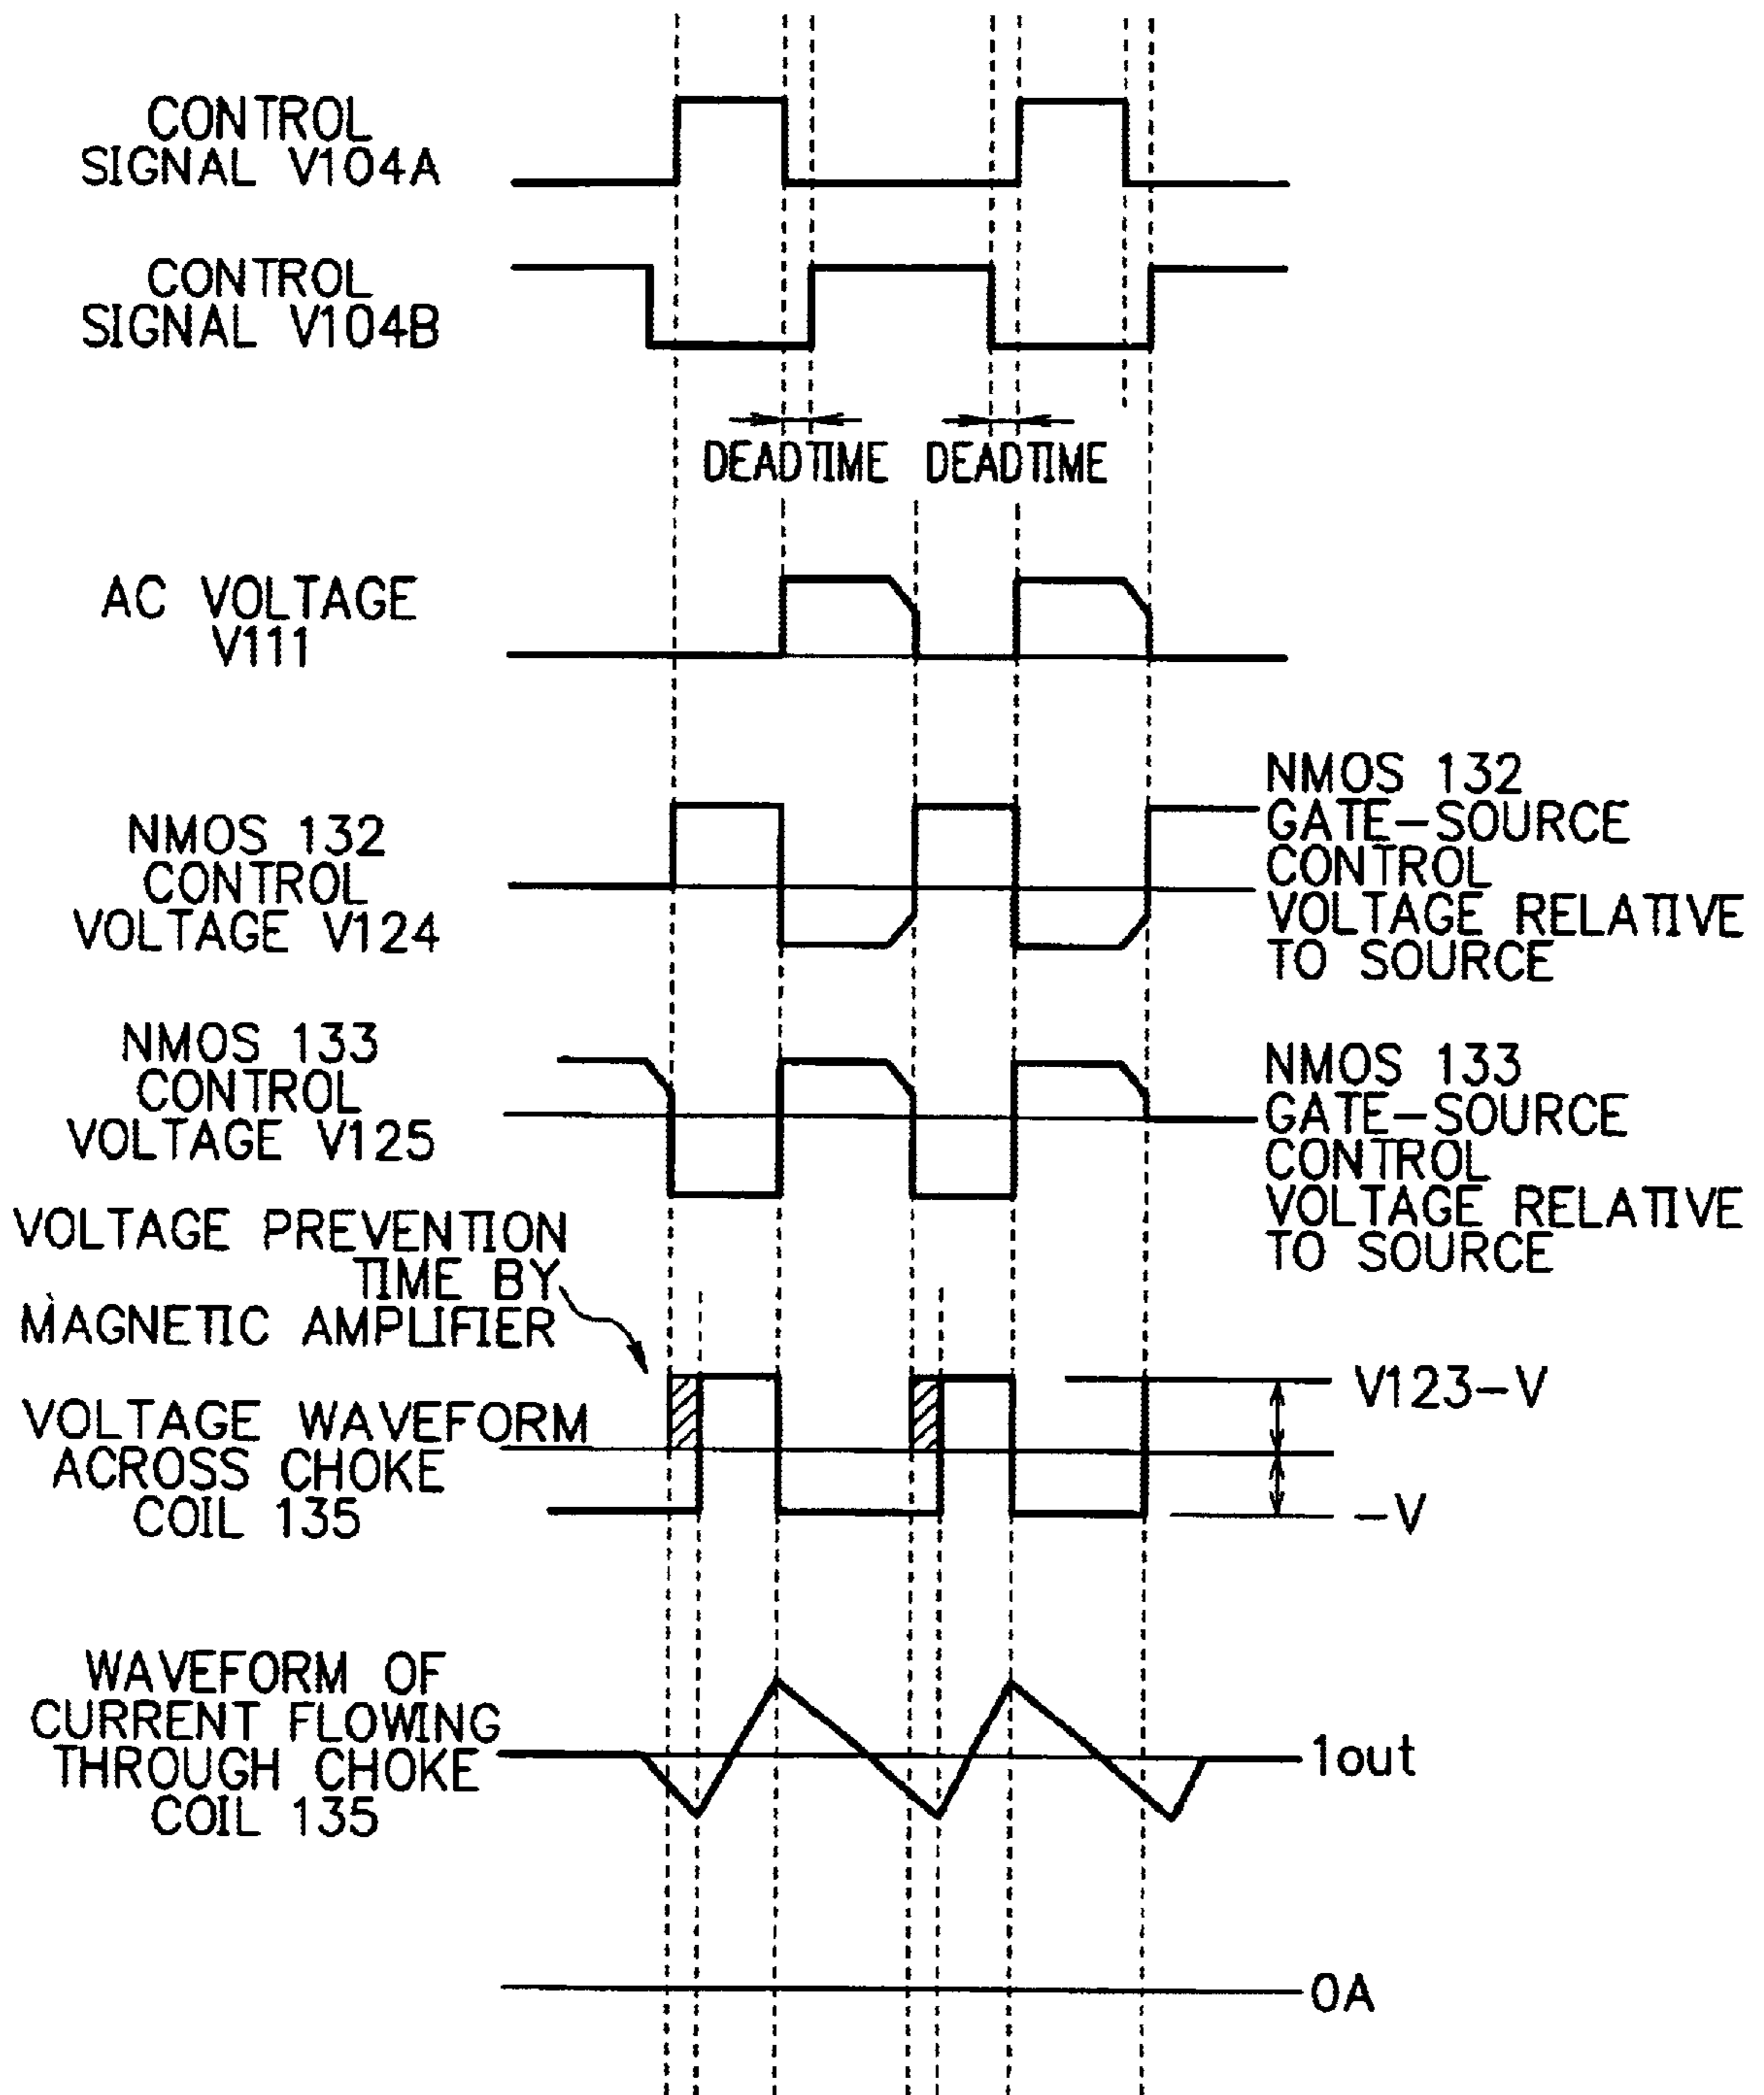 CONTROL
SIGNAL V104A
CONTROL
SIGNAL V104B
DEADTIME
DEADTIME
AC VOLTAGE
V111
NMOS 132
CONTROL
VOLTAGE V124
NMOS 132
GATE-SOURCE
CONTROL
VOLTAGE RELATIVE
TO SOURCE
NMOS 133
CONTROL
VOLTAGE V125
NMOS 133
GATE-SOURCE
CONTROL
VOLTAGE RELATIVE
TO SOURCE
VOLTAGE PREVENTION
TIME BY
MAGNETIC AMPLIFIER
VOLTAGE WAVEFORM
ACROSS CHOKE
COIL 135
V123-V
-V
WAVEFORM OF
CURRENT FLOWING
THROUGH CHOKE
COIL 135
1out
0A